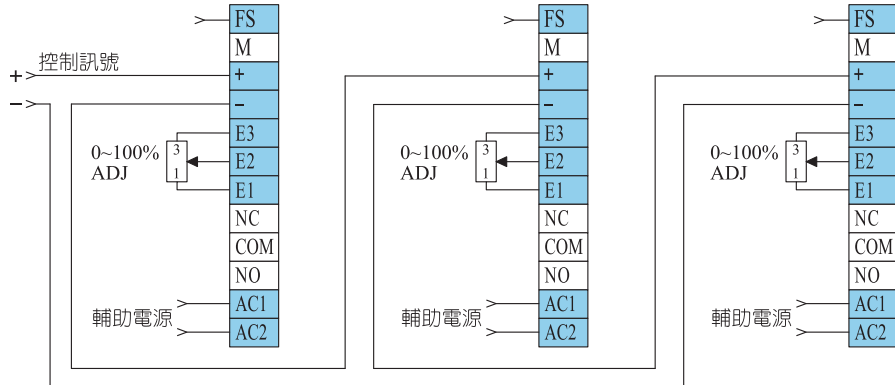 FS
M
+ 控制訊號 +
− −
E3
0~100% 3 E2
ADJ 1
E1
NC
COM
NO
AC1
輔助電源
AC2
FS
M
+
−
E3
0~100% 3 E2
ADJ 1
E1
NC
COM
NO
AC1
輔助電源
AC2
FS
M
+
−
E3
0~100% 3 E2
ADJ 1
E1
NC
COM
NO
AC1
輔助電源
AC2